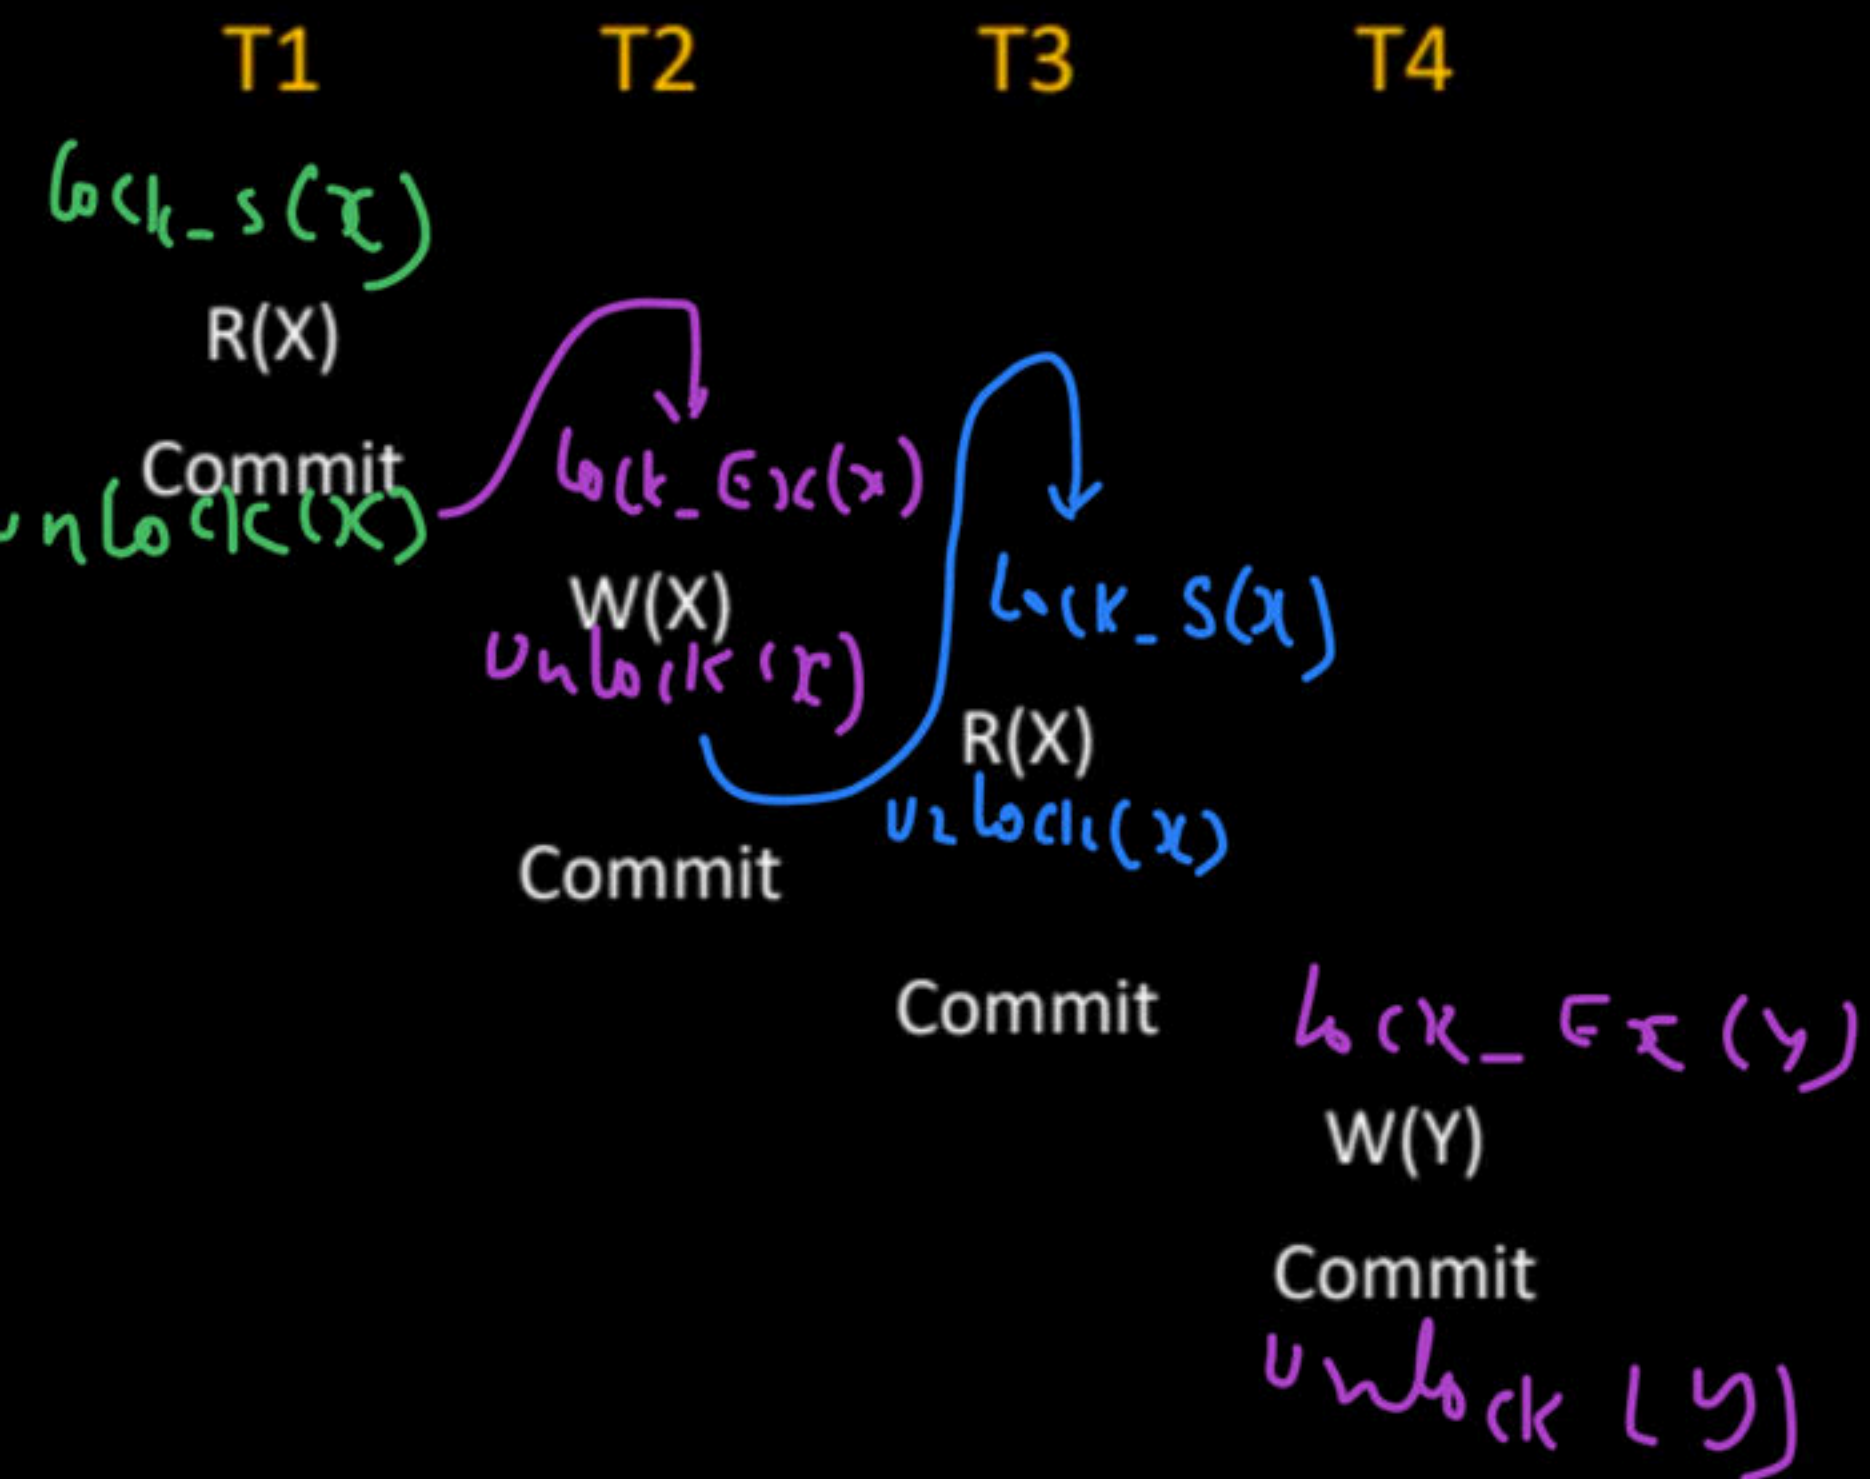 T1 T2 T3 T4
lock_s(x)
R(X)
Commit
unlock(x)
lock_Ex(x)
W(X)
Unlock(x)
lock_S(x)
R(X)
Unlock(x)
Commit
Commit
lock_Ex(y)
W(Y)
Commit
Unlock(y)